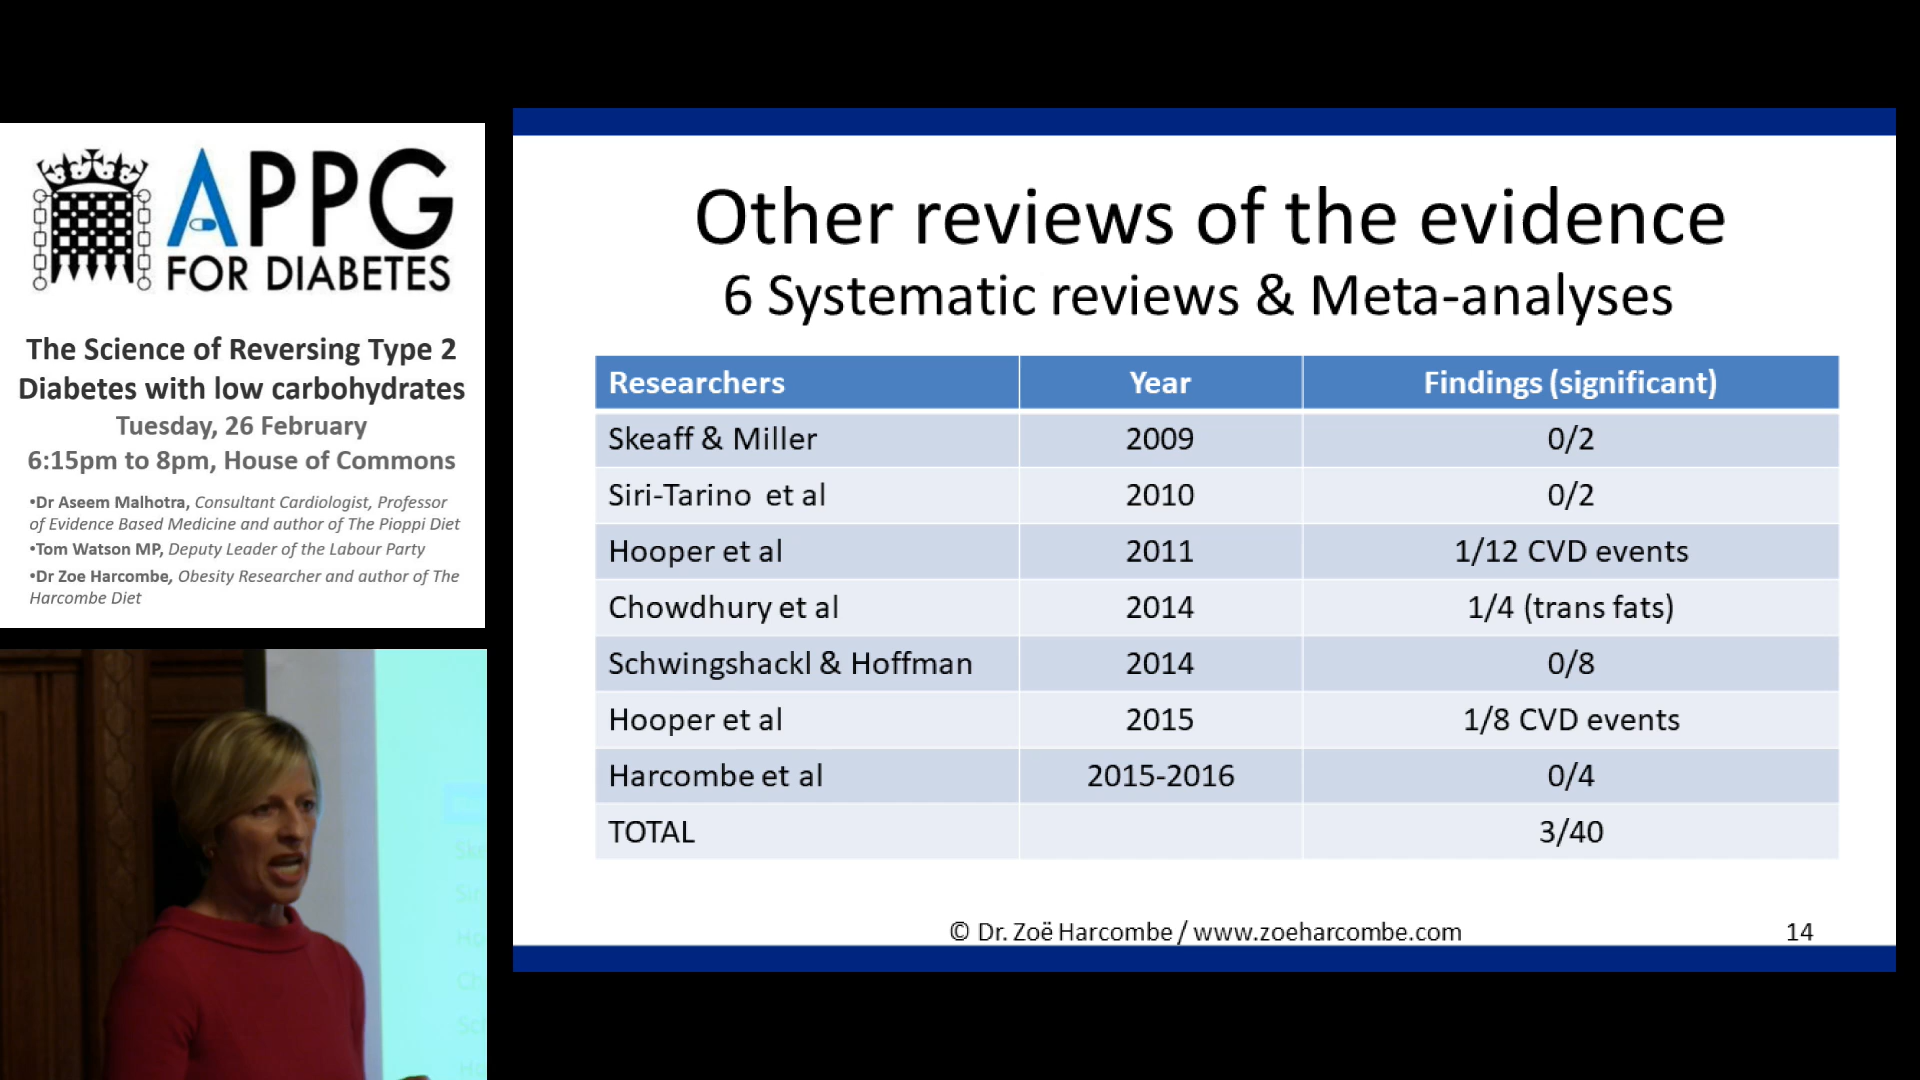 APPG
FOR DIABETES
The Science of Reversing Type 2
Diabetes with low carbohydrates
Tuesday, 26 February
6:15pm to 8pm, House of Commons
•Dr Aseem Malhotra, Consultant Cardiologist, Professor
of Evidence Based Medicine and author of The Pioppi Diet
•Tom Watson MP, Deputy Leader of the Labour Party
•Dr Zoe Harcombe, Obesity Researcher and author of The
Harcombe Diet
Other reviews of the evidence
6 Systematic reviews & Meta-analyses
Researchers Year Findings (significant)
Skeaff & Miller 2009 0/2
Siri-Tarino et al 2010 0/2
Hooper et al 2011 1/12 CVD events
Chowdhury et al 2014 1/4 (trans fats)
Schwingshackl & Hoffman 2014 0/8
Hooper et al 2015 1/8 CVD events
Harcombe et al 2015-2016 0/4
TOTAL 3/40
© Dr. Zoë Harcombe / www.zoeharcombe.com 14